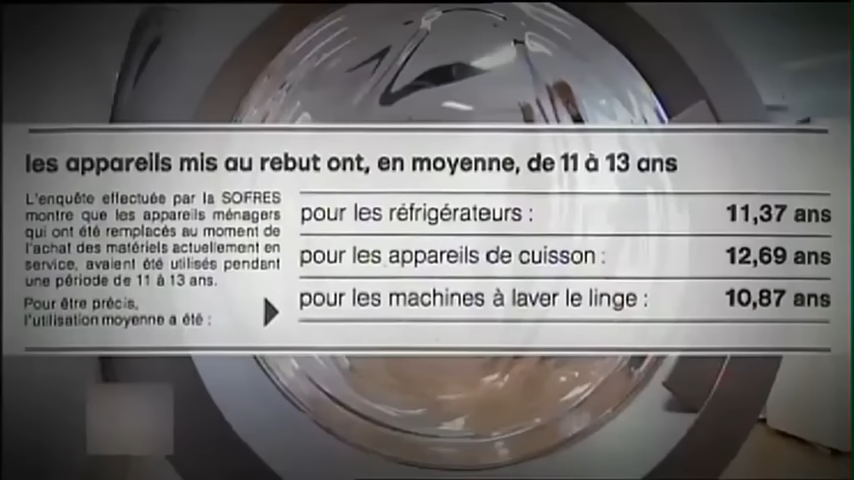 les appareils mis au rebut ont, en moyenne, de 11 à 13 ans
L'enquête effectuée par la SOFRES
montre que les appareils ménagers
qui ont été remplacés au moment de
l'achat des matériels actuellement en
service, avaient été utilisés pendant
une période de 11 à 13 ans.
Pour être précis,
l'utilisation moyenne a été :
pour les réfrigérateurs : 11,37 ans
pour les appareils de cuisson : 12,69 ans
pour les machines à laver le linge : 10,87 ans